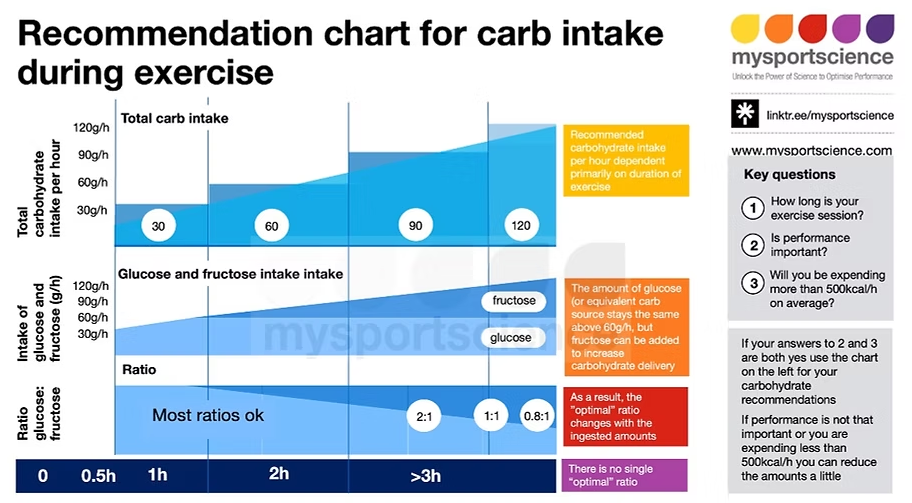 Recommendation chart for carb intake
during exercise
mysportscience
Unlock the Power of Science to Optimise Performance
linktr.ee/mysportscience
www.mysportscience.com
Total carb intake
Total
carbohydrate
intake per hour
120g/h
90g/h
60g/h
30g/h
30
60
90
120
Recommended
carbohydrate intake
per hour dependent
primarily on duration of
exercise
Glucose and fructose intake intake
Intake of
glucose and
fructose (g/h)
120g/h
90g/h
60g/h
30g/h
fructose
glucose
mysportscience
The amount of glucose
(or equivalent carb
source stays the same
above 60g/h, but
fructose can be added
to increase
carbohydrate delivery
Ratio
Ratio
glucose:
fructose
Most ratios ok
2:1
1:1
0.8:1
As a result, the
"optimal" ratio
changes with the
ingested amounts
0
0.5h
1h
2h
>3h
There is no single
"optimal" ratio
Key questions
1 How long is your
exercise session?
2 Is performance
important?
3 Will you be expending
more than 500kcal/h
on average?
If your answers to 2 and 3
are both yes use the chart
on the left for your
carbohydrate
recommendations
If performance is not that
important or you are
expending less than
500kcal/h you can reduce
the amounts a little